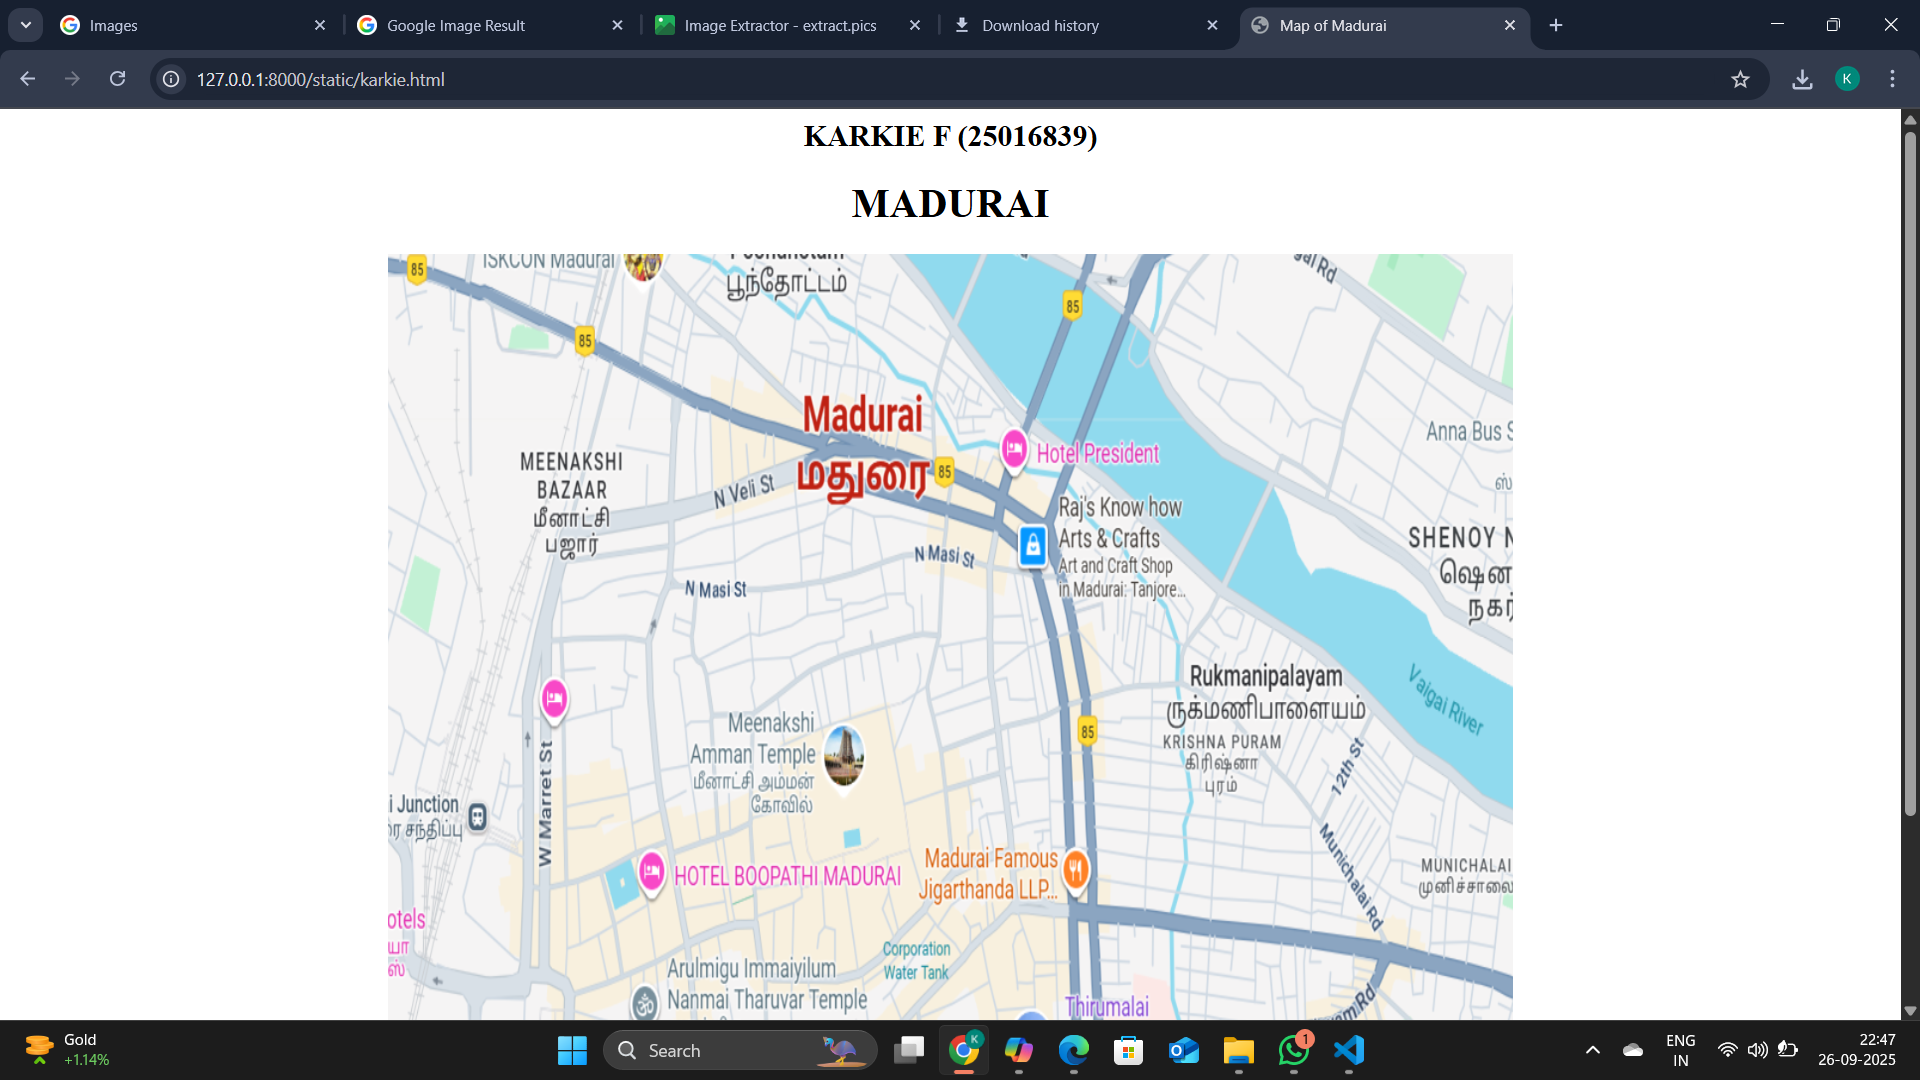 Images
Google Image Result
Image Extractor - extract.pics
Download history
Map of Madurai
127.0.0.1:8000/static/karkie.html
K
KARKIE F (25016839)
MADURAI
ISKCON Madurai
பூந்தோட்டம்
85
85
85
Madurai
மதுரை
85
Hotel President
Anna Bus S
MEENAKSHI
BAZAAR
மீனாட்சி
பஜார்
N Veli St
Raj's Know how
Arts & Crafts
Art and Craft Shop
in Madurai: Tanjore...
N Masi St
N Masi St
SHENOY N
ஷென
நகர்
Rukmanipalayam
ருக்மணிபாளையம்
KRISHNA PURAM
கிரிஷ்னா
புரம்
Vaigai River
85
12th St
Meenakshi
Amman Temple
மீனாட்சி அம்மன்
கோவில்
W Marret St
i Junction
ரை சந்திப்பு
HOTEL BOOPATHI MADURAI
Madurai Famous
Jigarthanda LLP...
Munichalai Rd
MUNICHALAI
முனிச்சாலை
otels
யா
ஸ்
Corporation
Water Tank
Arulmigu Immaiyilum
Nanmai Tharuvar Temple
Thirumalai
Gold
+1.14%
Search
K
1
ENG
IN
22:47
26-09-2025